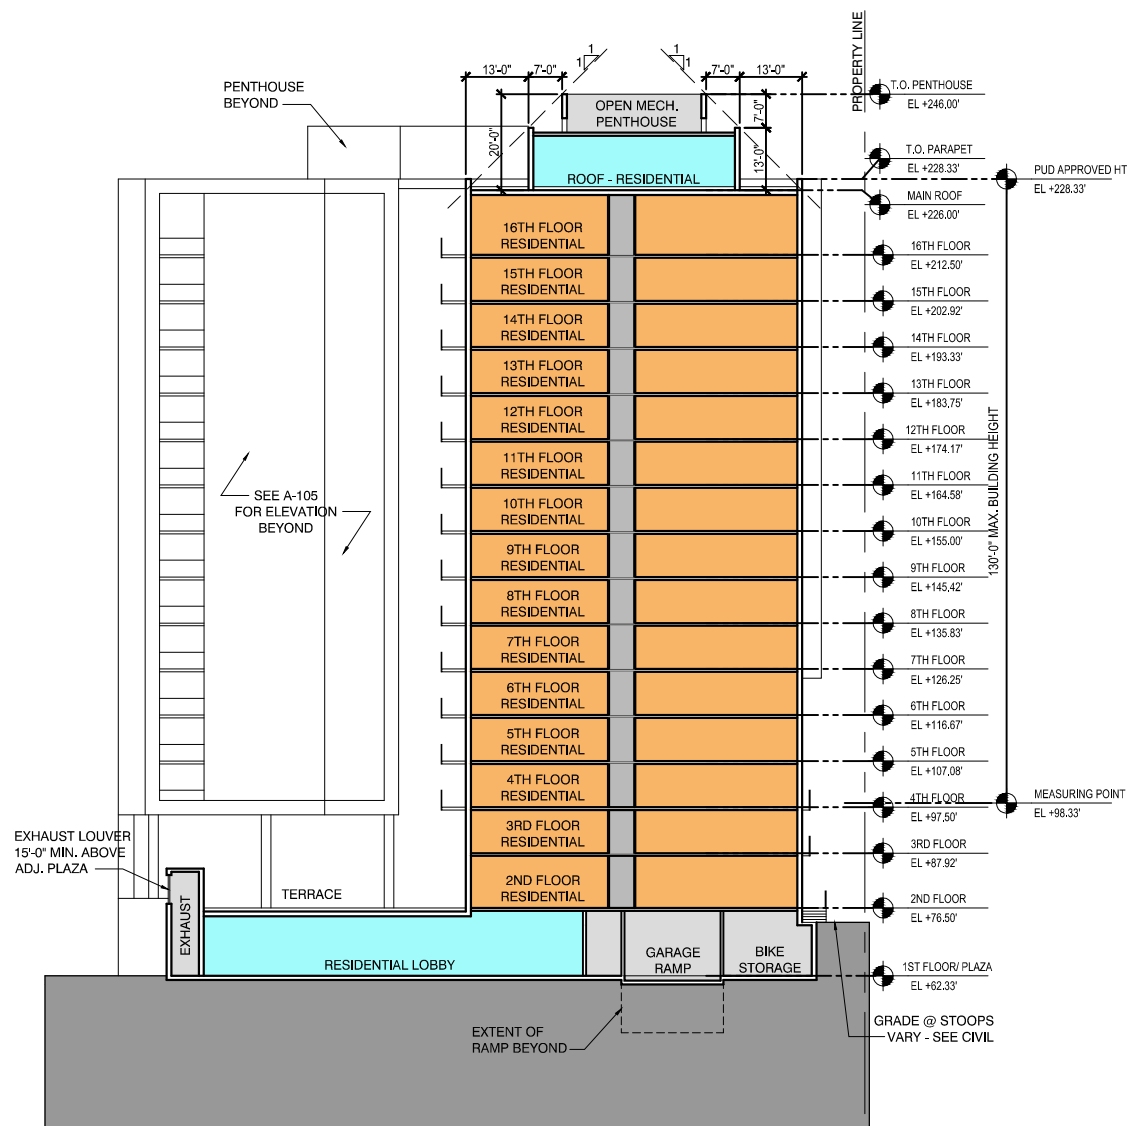 1
1
1
1
13'-0"
7'-0"
7'-0"
13'-0"
PROPERTY LINE
PENTHOUSE
BEYOND
OPEN MECH.
PENTHOUSE
20'-0"
7'-0"
13'-0"
ROOF - RESIDENTIAL
T.O. PENTHOUSE
EL +246.00'
T.O. PARAPET
EL +228.33'
PUD APPROVED HT
EL +228.33'
MAIN ROOF
EL +226.00'
16TH FLOOR
RESIDENTIAL
16TH FLOOR
EL +212.50'
15TH FLOOR
RESIDENTIAL
15TH FLOOR
EL +202.92'
14TH FLOOR
RESIDENTIAL
14TH FLOOR
EL +193.33'
13TH FLOOR
RESIDENTIAL
13TH FLOOR
EL +183.75'
12TH FLOOR
RESIDENTIAL
12TH FLOOR
EL +174.17'
11TH FLOOR
RESIDENTIAL
11TH FLOOR
EL +164.58'
130'-0" MAX. BUILDING HEIGHT
SEE A-105
FOR ELEVATION
BEYOND
10TH FLOOR
RESIDENTIAL
10TH FLOOR
EL +155.00'
9TH FLOOR
RESIDENTIAL
9TH FLOOR
EL +145.42'
8TH FLOOR
RESIDENTIAL
8TH FLOOR
EL +135.83'
7TH FLOOR
RESIDENTIAL
7TH FLOOR
EL +126.25'
6TH FLOOR
RESIDENTIAL
6TH FLOOR
EL +116.67'
5TH FLOOR
RESIDENTIAL
5TH FLOOR
EL +107.08'
4TH FLOOR
RESIDENTIAL
4TH FLOOR
EL +97.50'
MEASURING POINT
EL +98.33'
3RD FLOOR
RESIDENTIAL
3RD FLOOR
EL +87.92'
EXHAUST LOUVER
15'-0" MIN. ABOVE
ADJ. PLAZA
TERRACE
2ND FLOOR
RESIDENTIAL
2ND FLOOR
EL +76.50'
EXHAUST
RESIDENTIAL LOBBY
GARAGE
RAMP
BIKE
STORAGE
1ST FLOOR/ PLAZA
EL +62.33'
EXTENT OF
RAMP BEYOND
GRADE @ STOOPS
VARY - SEE CIVIL